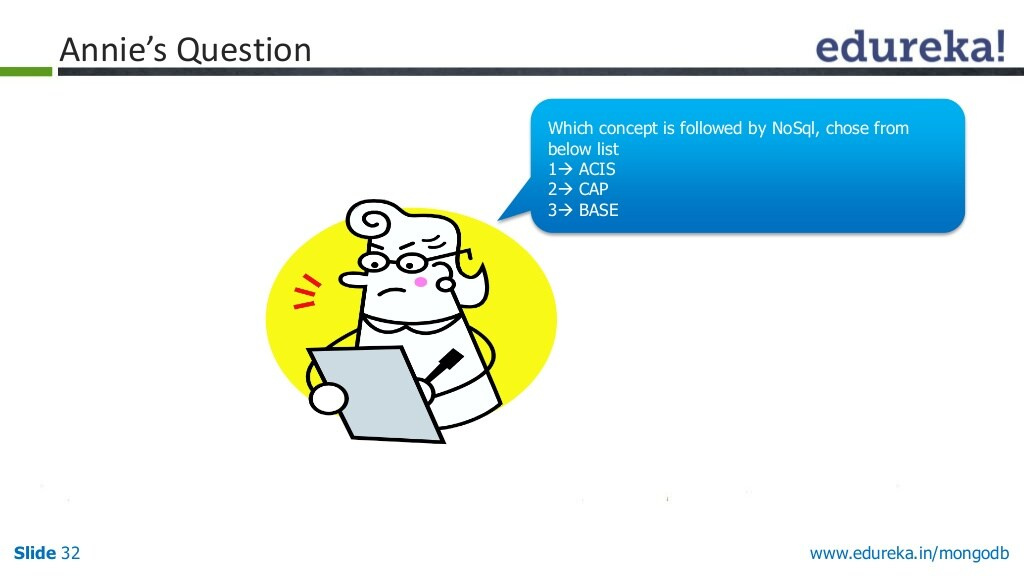 Annie’s Question
edureka!
Which concept is followed by NoSql, chose from
below list
1→ ACIS
2→ CAP
3→ BASE
Slide 32
www.edureka.in/mongodb